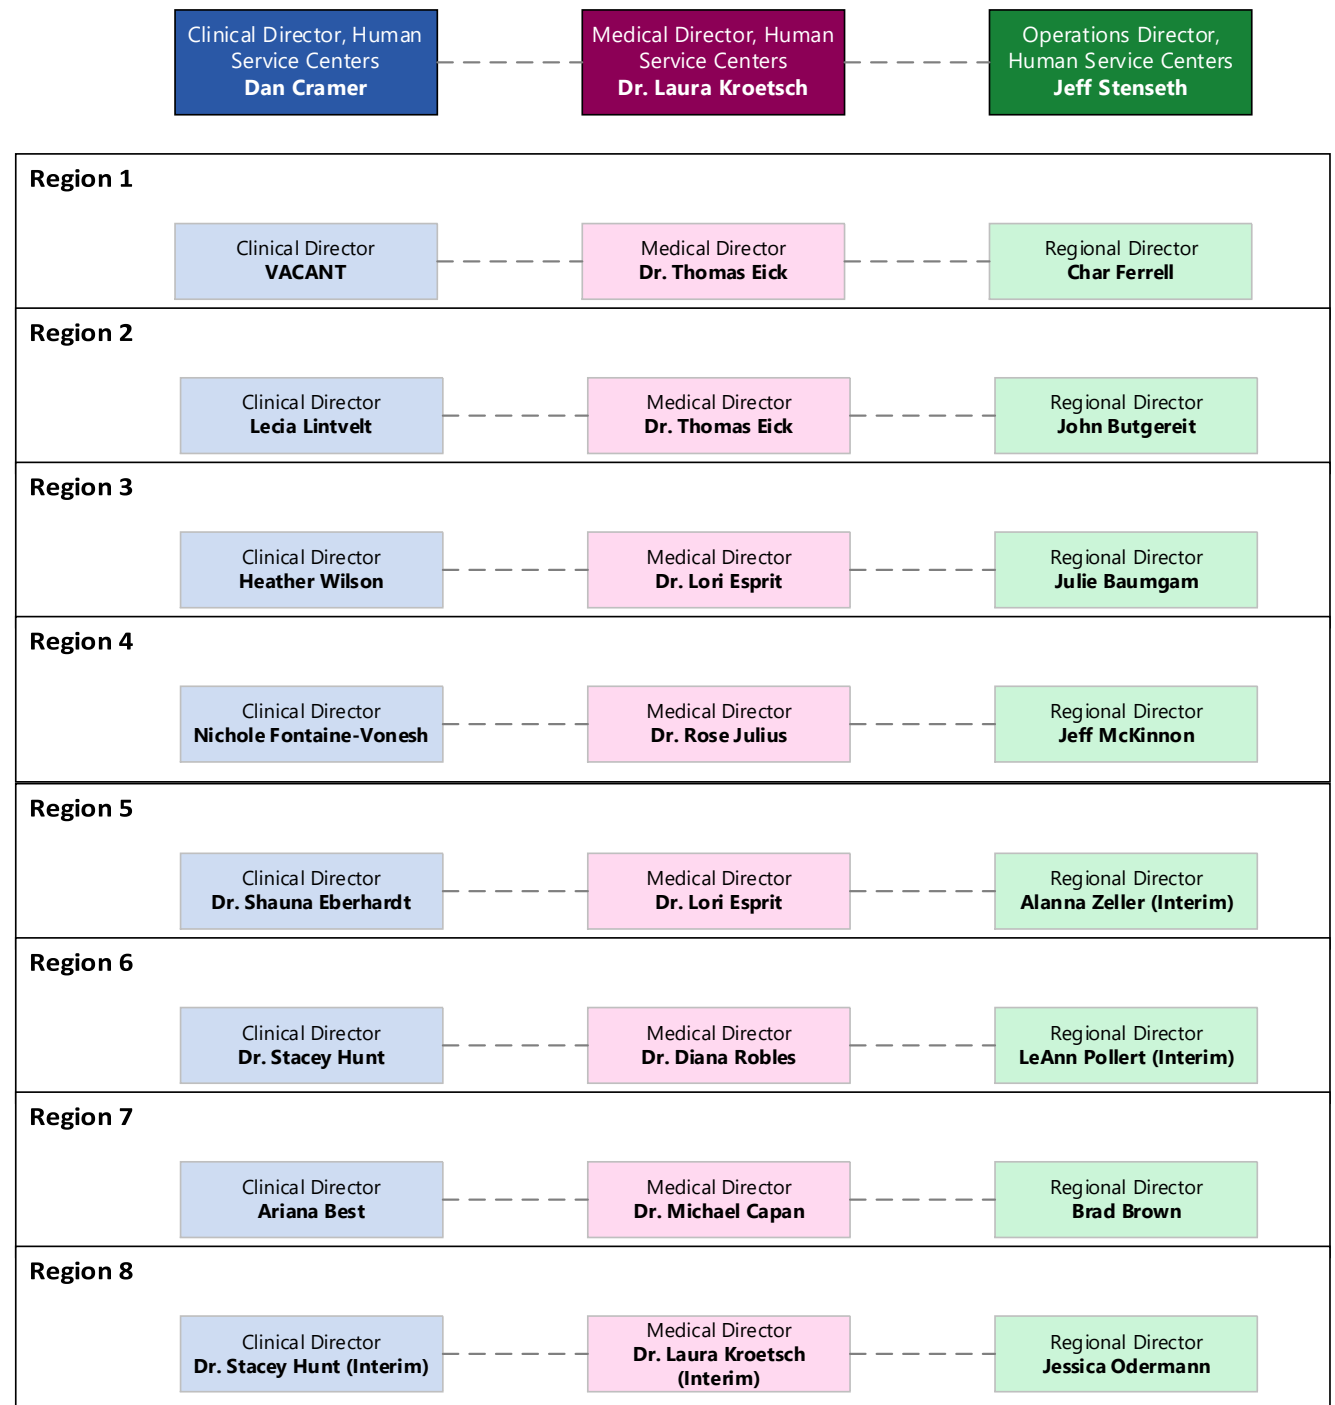 Clinical Director, Human
Service Centers
Dan Cramer
Medical Director, Human
Service Centers
Dr. Laura Kroetsch
Operations Director,
Human Service Centers
Jeff Stenseth
Region 1
Clinical Director
VACANT
Medical Director
Dr. Thomas Eick
Regional Director
Char Ferrell
Region 2
Clinical Director
Lecia Lintvelt
Medical Director
Dr. Thomas Eick
Regional Director
John Butgereit
Region 3
Clinical Director
Heather Wilson
Medical Director
Dr. Lori Esprit
Regional Director
Julie Baumgam
Region 4
Clinical Director
Nichole Fontaine-Vonesh
Medical Director
Dr. Rose Julius
Regional Director
Jeff McKinnon
Region 5
Clinical Director
Dr. Shauna Eberhardt
Medical Director
Dr. Lori Esprit
Regional Director
Alanna Zeller (Interim)
Region 6
Clinical Director
Dr. Stacey Hunt
Medical Director
Dr. Diana Robles
Regional Director
LeAnn Pollert (Interim)
Region 7
Clinical Director
Ariana Best
Medical Director
Dr. Michael Capan
Regional Director
Brad Brown
Region 8
Clinical Director
Dr. Stacey Hunt (Interim)
Medical Director
Dr. Laura Kroetsch
(Interim)
Regional Director
Jessica Odermann